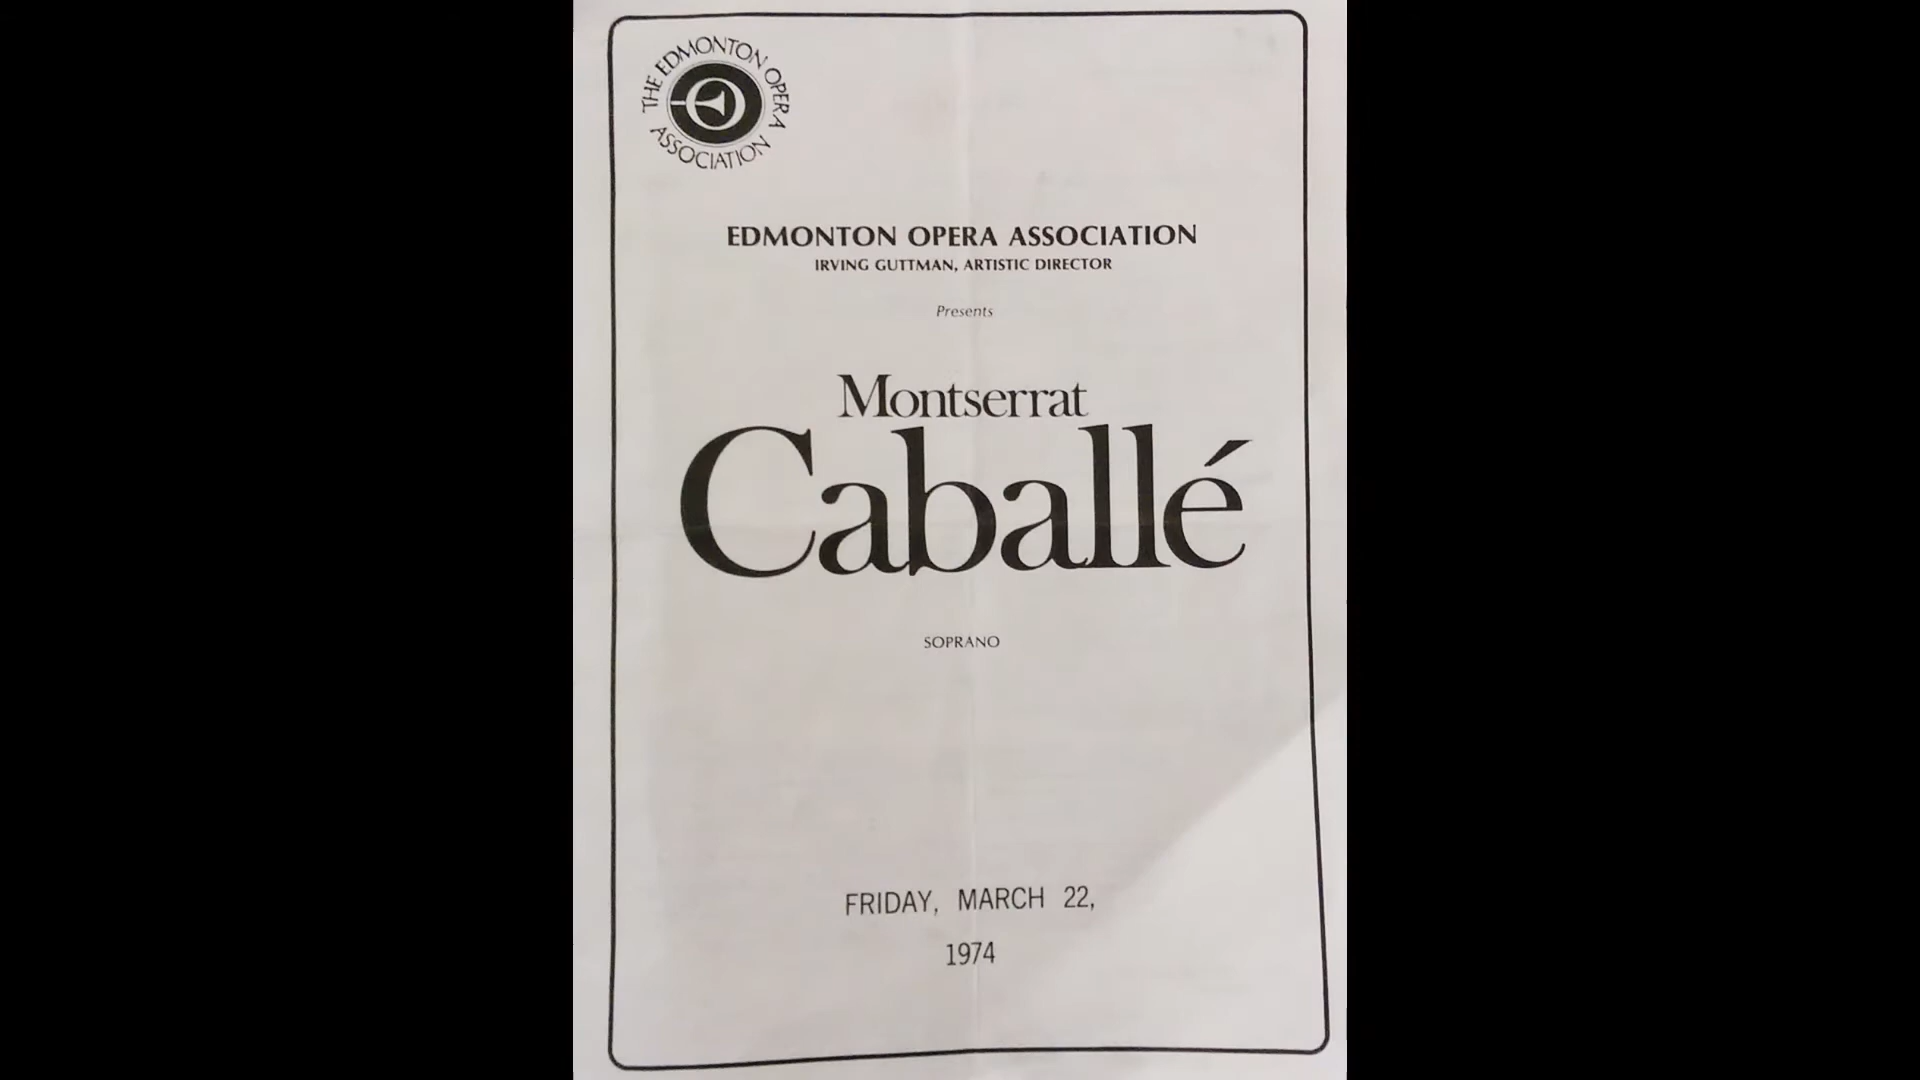 THE EDMONTON OPERA
ASSOCIATION
EDMONTON OPERA ASSOCIATION
IRVING GUTTMAN, ARTISTIC DIRECTOR
Presents
Montserrat
Caballé
SOPRANO
FRIDAY, MARCH 22,
1974